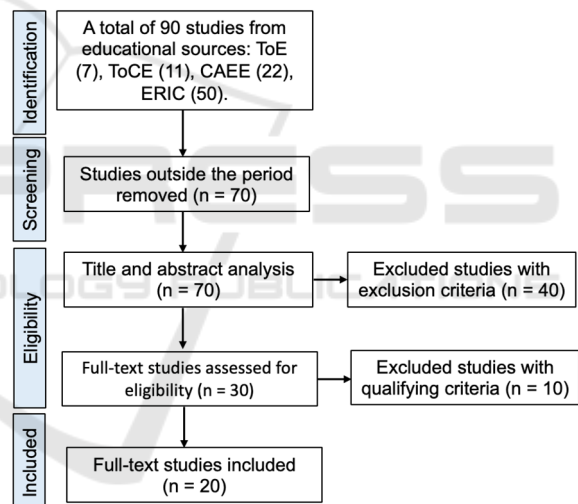 Identification
A total of 90 studies from
educational sources: ToE
(7), ToCE (11), CAEE (22),
ERIC (50).
Screening
Studies outside the period
removed (n = 70)
Eligibility
Title and abstract analysis
(n = 70)
Excluded studies with
exclusion criteria (n = 40)
Full-text studies assessed for
eligibility (n = 30)
Excluded studies with
qualifying criteria (n = 10)
Included
Full-text studies included
(n = 20)